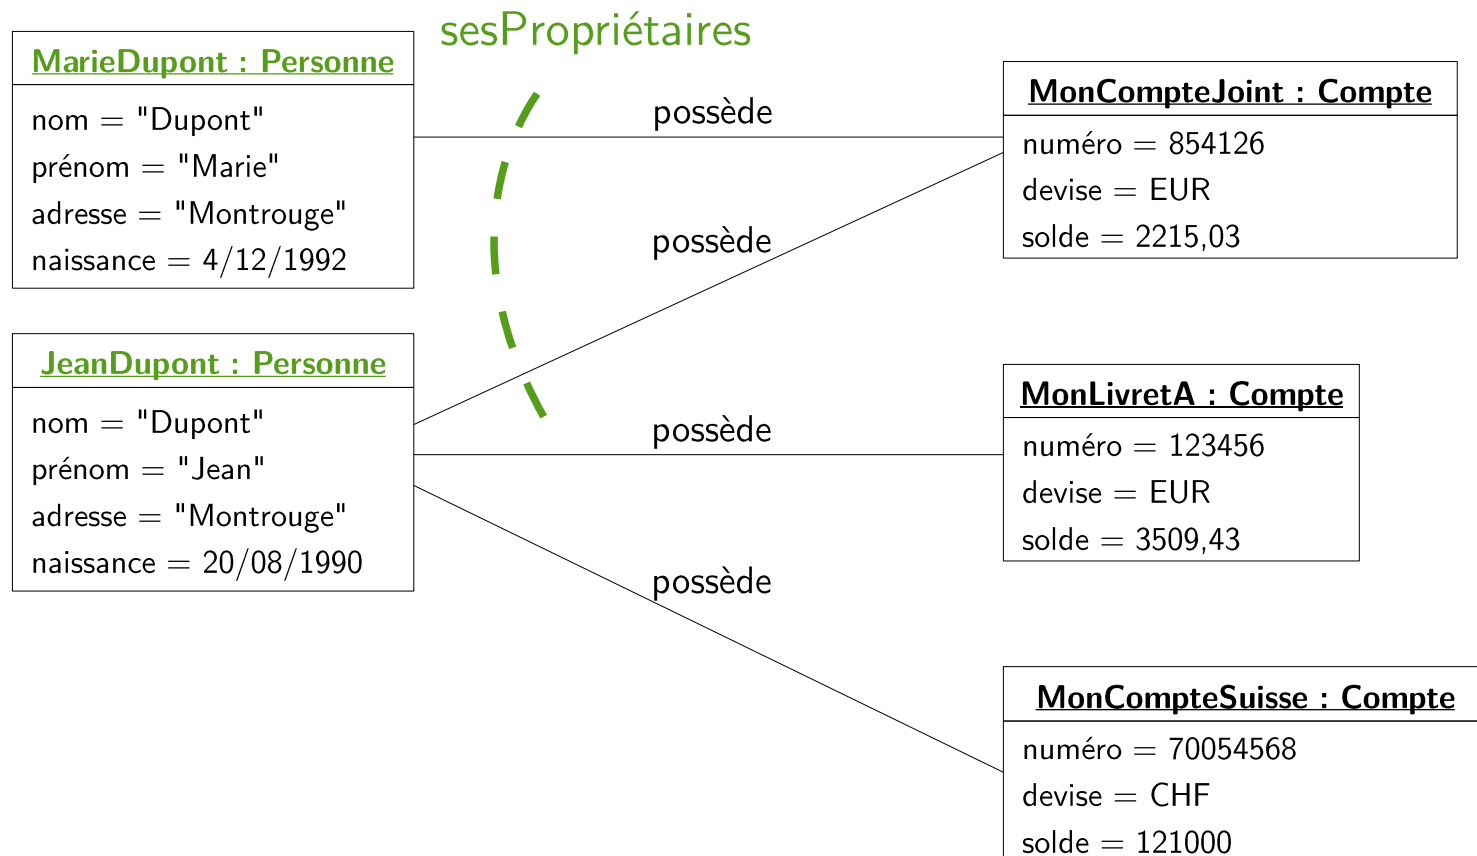 sesPropriétaires
MarieDupont : Personne
nom = "Dupont"
prénom = "Marie"
adresse = "Montrouge"
naissance = 4/12/1992
JeanDupont : Personne
nom = "Dupont"
prénom = "Jean"
adresse = "Montrouge"
naissance = 20/08/1990
possède
possède
possède
possède
MonCompteJoint : Compte
numéro = 854126
devise = EUR
solde = 2215,03
MonLivretA : Compte
numéro = 123456
devise = EUR
solde = 3509,43
MonCompteSuisse : Compte
numéro = 70054568
devise = CHF
solde = 121000